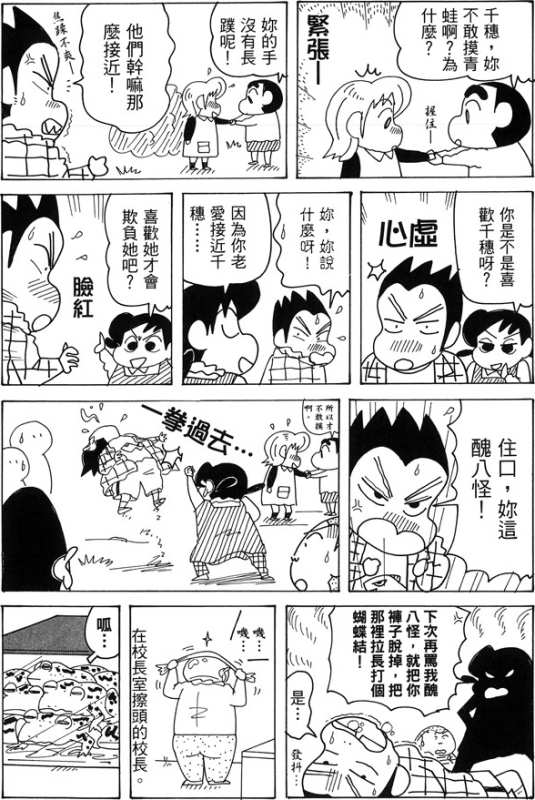 千穗，妳
不敢摸青
蛙啊？為
什麼？
緊張—
握住—
妳的手
沒有長
蹼呢！
他們幹嘛那
麼接近！
焦躁不爽
你是不是喜
歡千穗呀？
心虛
妳，妳說
什麼呀！
因為你老
愛接近千
穗……
喜歡她才會
欺負她吧？
臉紅
住口，妳這
醜八怪！
所以才
不敢摸
啊。
一拳過去…
下次再罵我醜
八怪，就把你
褲子脫掉，把
那裡拉長打個
蝴蝶結！
是…
發抖…
嘰…
嘰…
在校長室擦頭的校長。
呱…